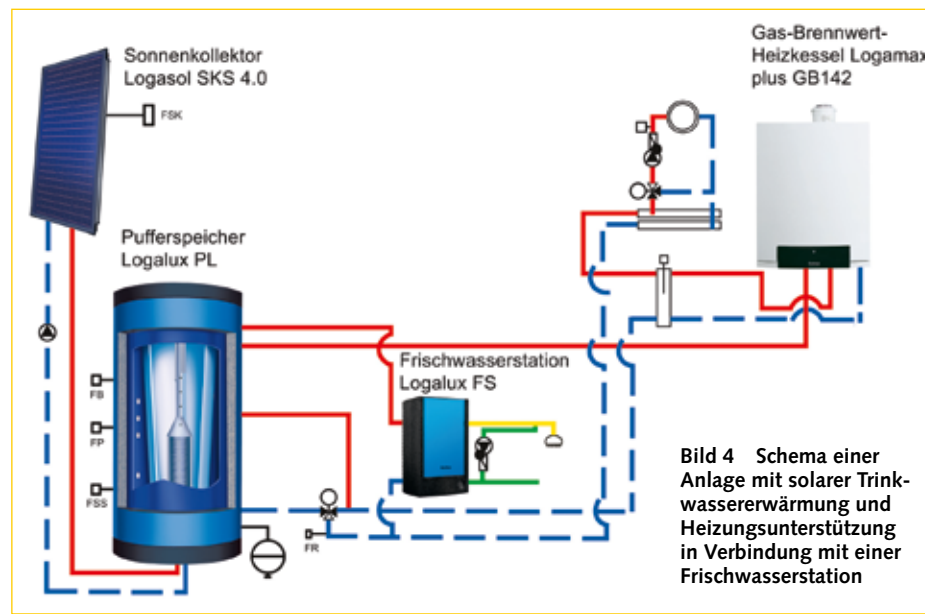 Sonnenkollektor
Logasol SKS 4.0
FSK
Gas-Brennwert-
Heizkessel Logamax
plus GB142
Pufferspeicher
Logalux PL
FB
FP
FSS
Frischwasserstation
Logalux FS
FR
Bild 4 Schema einer
Anlage mit solarer Trink-
wassererwärmung und
Heizungsunterstützung
in Verbindung mit einer
Frischwasserstation